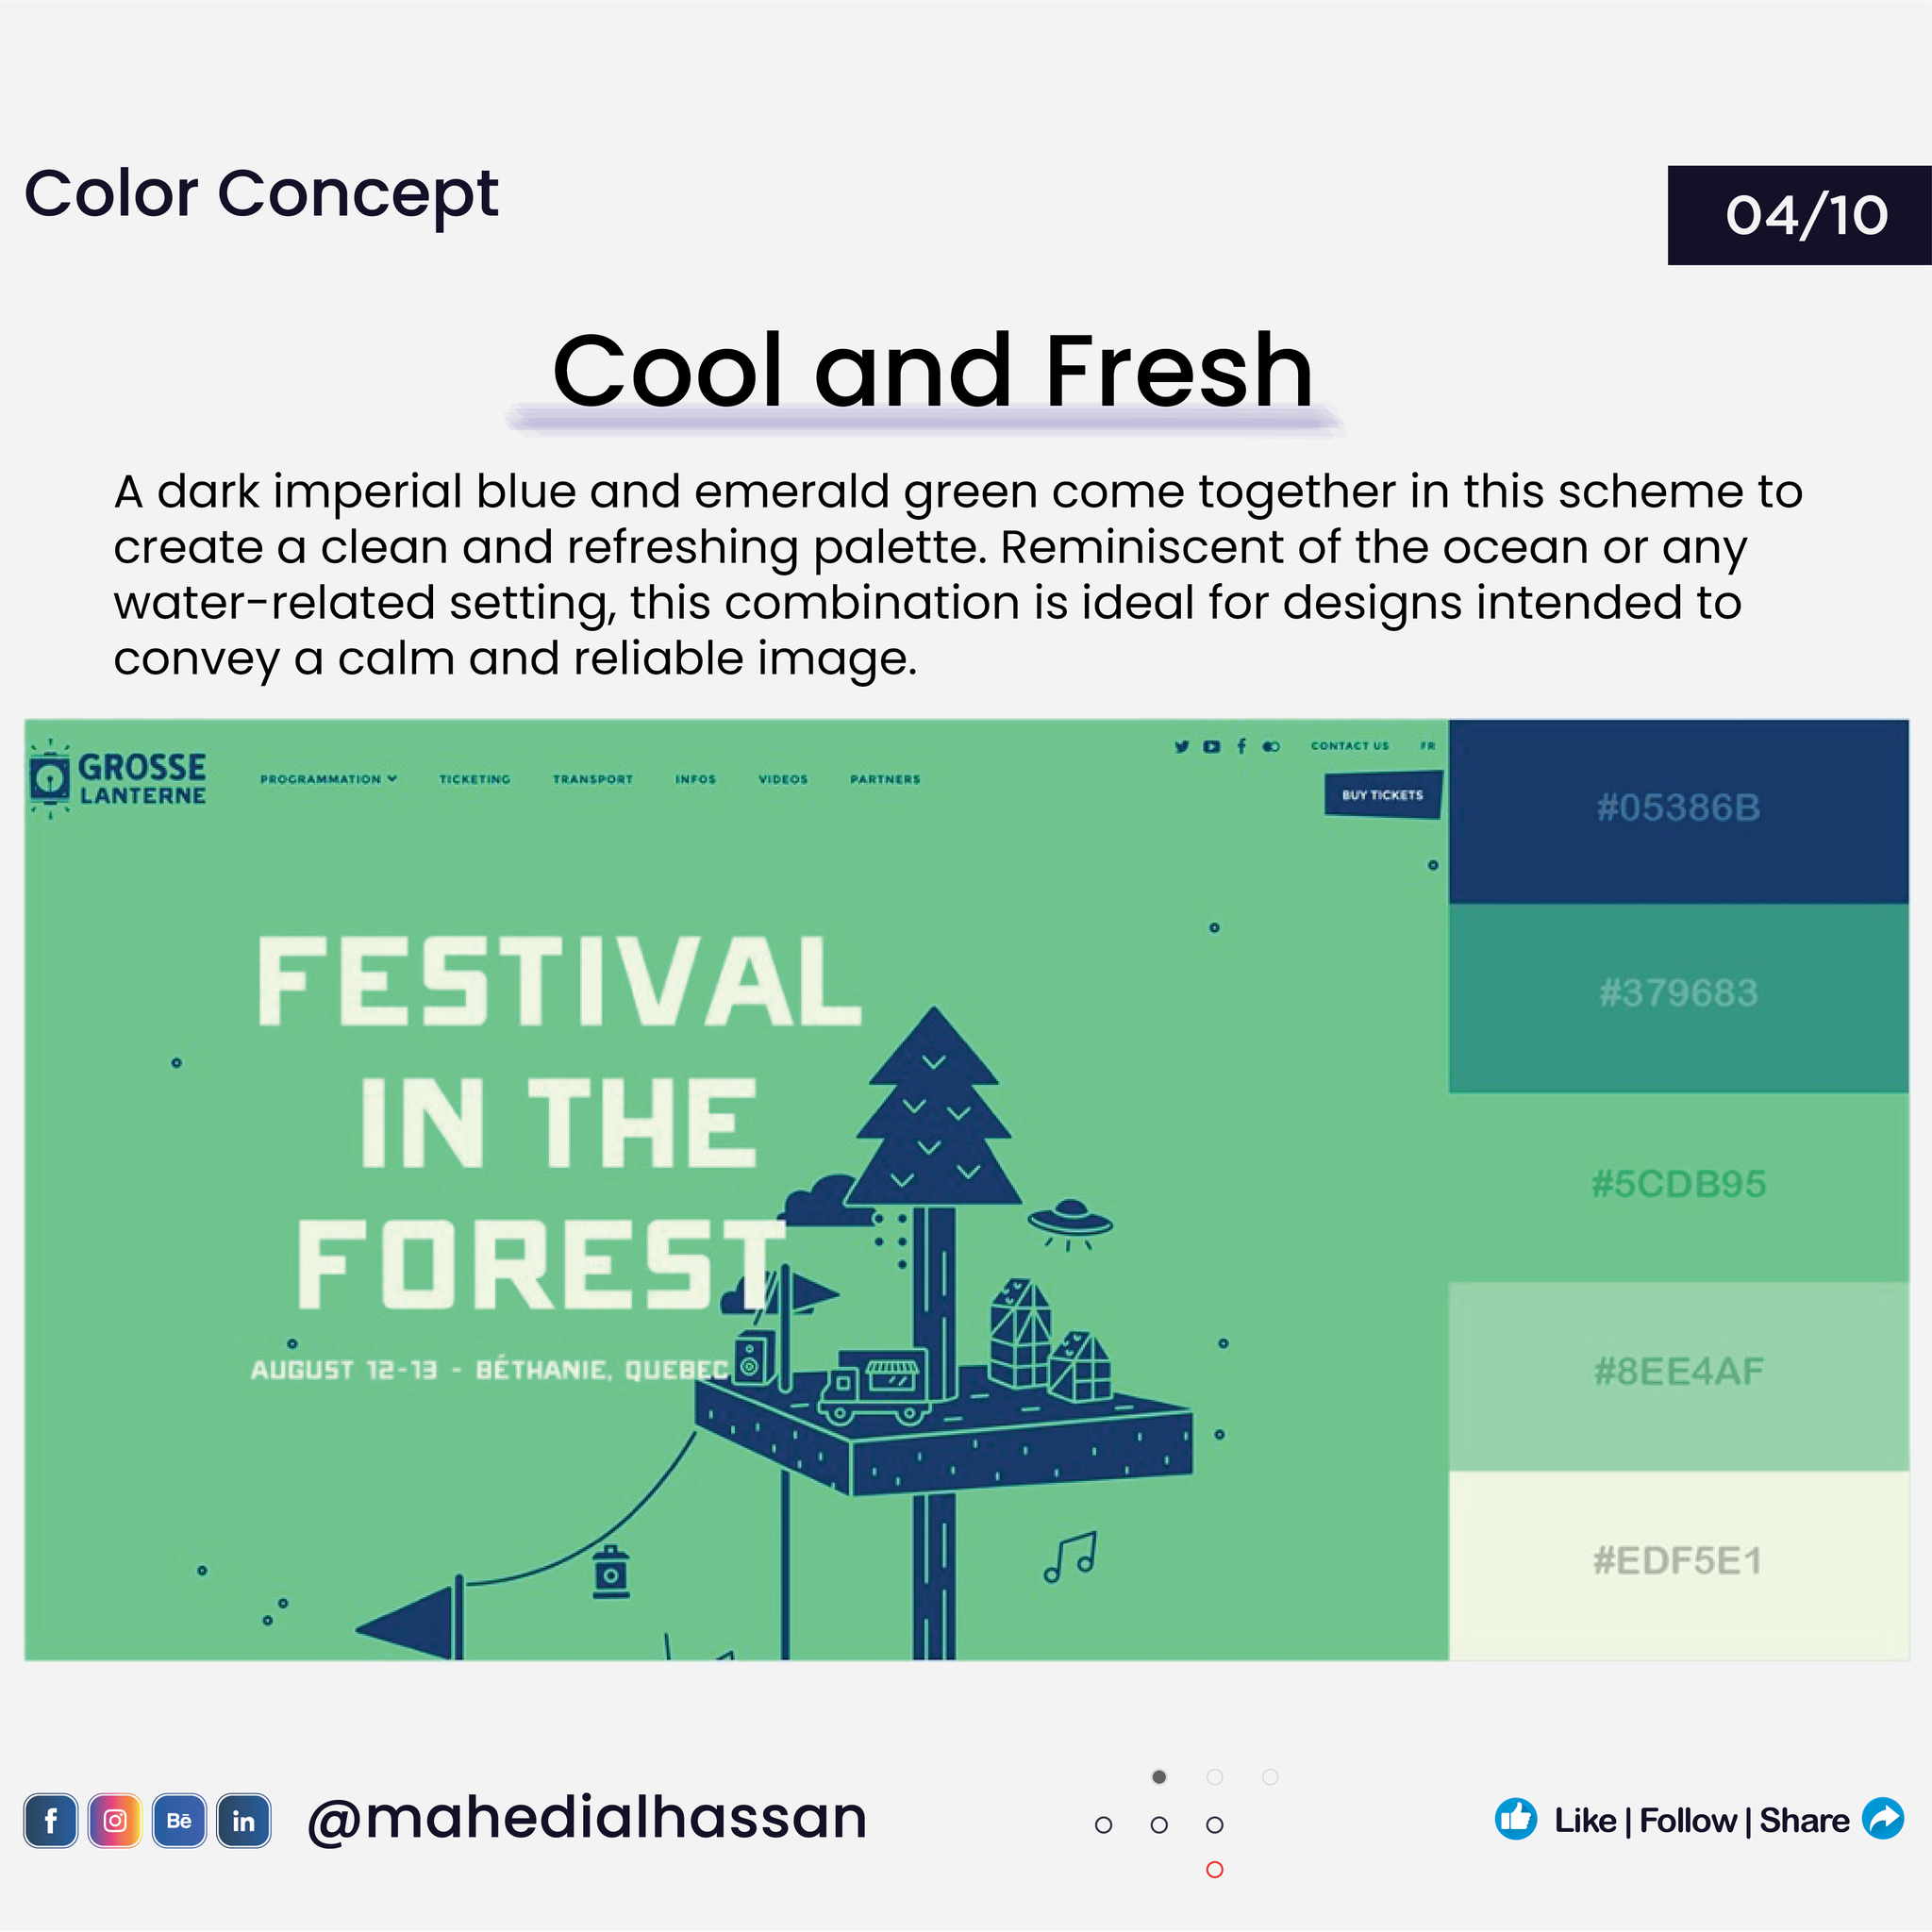 Color Concept
04/10
Cool and Fresh
A dark imperial blue and emerald green come together in this scheme to
create a clean and refreshing palette. Reminiscent of the ocean or any
water-related setting, this combination is ideal for designs intended to
convey a calm and reliable image.
GROSSE
LANTERNE
PROGRAMMATION TICKETING TRANSPORT INFOS VIDEOS PARTNERS
CONTACT US FR
BUY TICKETS
FESTIVAL
IN THE
FOREST
AUGUST 12-13 - BÉTHANIE, QUEBEC
#05386B
#379683
#5CDB95
#8EE4AF
#EDF5E1
@mahedialhassan
Like | Follow | Share